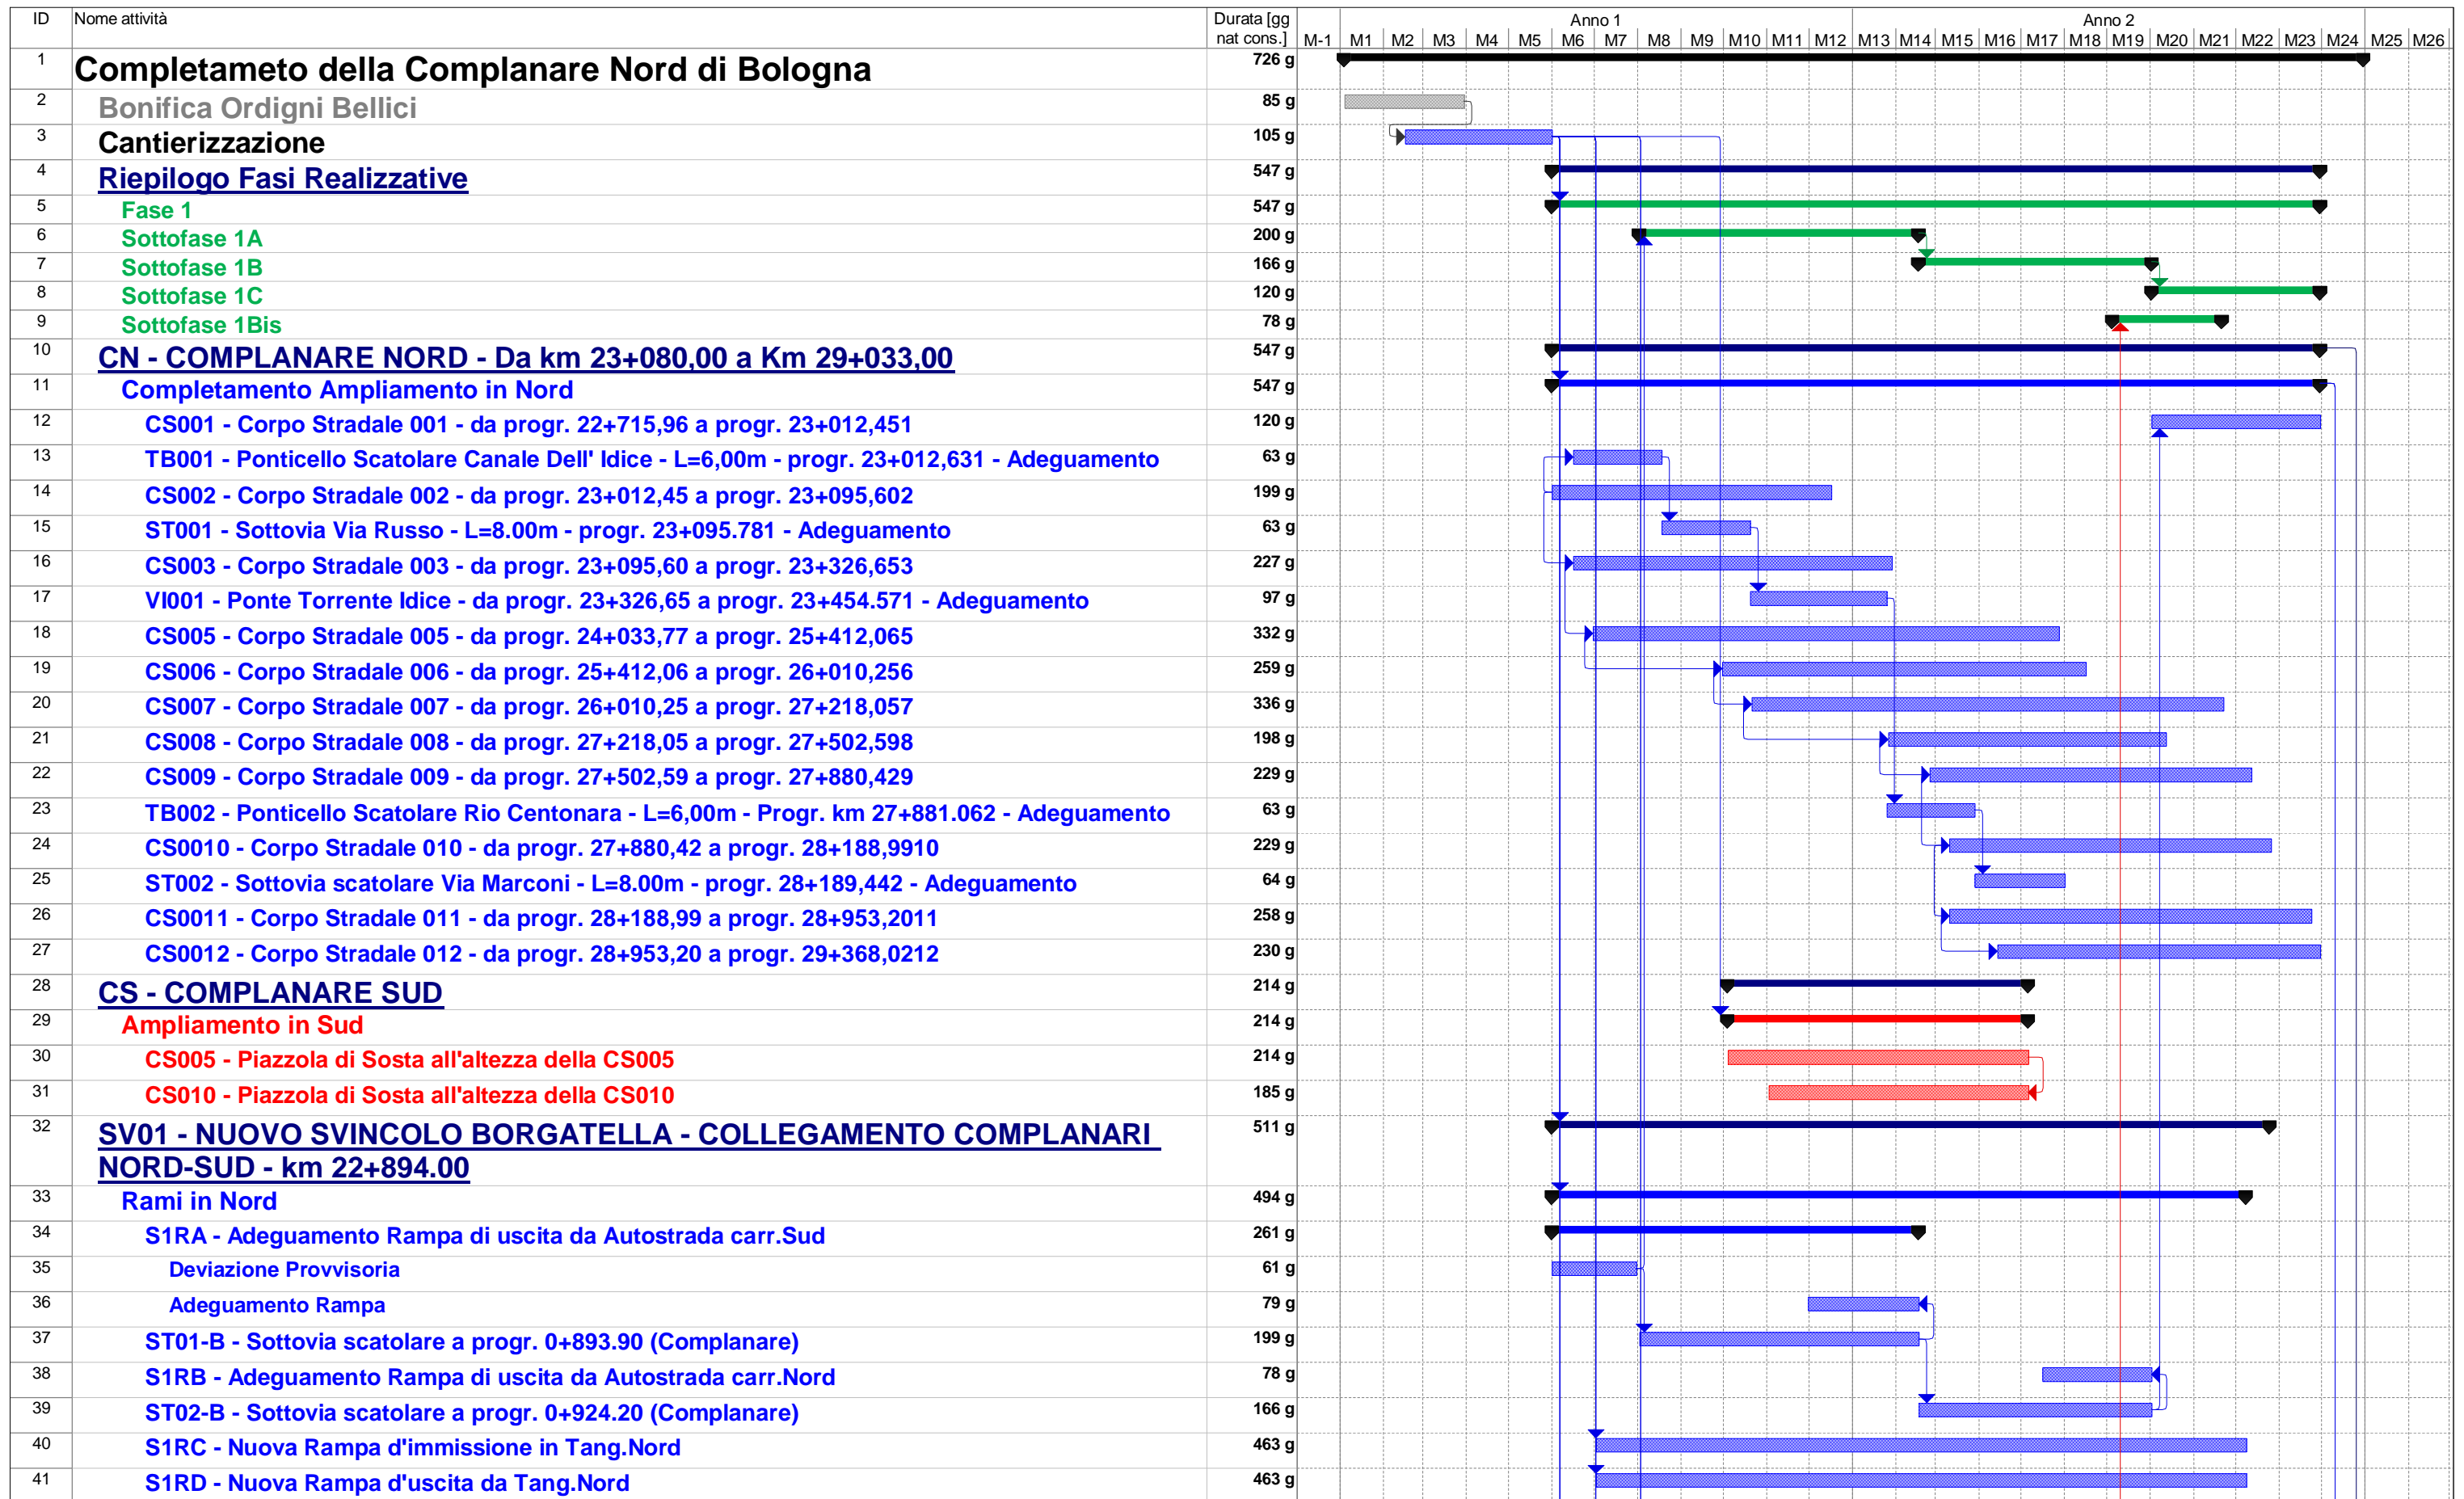 ID Nome attività Durata [gg nat cons.] Anno 1 Anno 2
M-1 M1 M2 M3 M4 M5 M6 M7 M8 M9 M10 M11 M12 M13 M14 M15 M16 M17 M18 M19 M20 M21 M22 M23 M24 M25 M26
1 Completameto della Complanare Nord di Bologna 726 g
2 Bonifica Ordigni Bellici 85 g
3 Cantierizzazione 105 g
4 Riepilogo Fasi Realizzative 547 g
5 Fase 1 547 g
6 Sottofase 1A 200 g
7 Sottofase 1B 166 g
8 Sottofase 1C 120 g
9 Sottofase 1Bis 78 g
10 CN - COMPLANARE NORD - Da km 23+080,00 a Km 29+033,00 547 g
11 Completamento Ampliamento in Nord 547 g
12 CS001 - Corpo Stradale 001 - da progr. 22+715,96 a progr. 23+012,451 120 g
13 TB001 - Ponticello Scatolare Canale Dell' Idice - L=6,00m - progr. 23+012,631 - Adeguamento 63 g
14 CS002 - Corpo Stradale 002 - da progr. 23+012,45 a progr. 23+095,602 199 g
15 ST001 - Sottovia Via Russo - L=8.00m - progr. 23+095.781 - Adeguamento 63 g
16 CS003 - Corpo Stradale 003 - da progr. 23+095,60 a progr. 23+326,653 227 g
17 VI001 - Ponte Torrente Idice - da progr. 23+326,65 a progr. 23+454.571 - Adeguamento 97 g
18 CS005 - Corpo Stradale 005 - da progr. 24+033,77 a progr. 25+412,065 332 g
19 CS006 - Corpo Stradale 006 - da progr. 25+412,06 a progr. 26+010,256 259 g
20 CS007 - Corpo Stradale 007 - da progr. 26+010,25 a progr. 27+218,057 336 g
21 CS008 - Corpo Stradale 008 - da progr. 27+218,05 a progr. 27+502,598 198 g
22 CS009 - Corpo Stradale 009 - da progr. 27+502,59 a progr. 27+880,429 229 g
23 TB002 - Ponticello Scatolare Rio Centonara - L=6,00m - Progr. km 27+881.062 - Adeguamento 63 g
24 CS0010 - Corpo Stradale 010 - da progr. 27+880,42 a progr. 28+188,9910 229 g
25 ST002 - Sottovia scatolare Via Marconi - L=8.00m - progr. 28+189,442 - Adeguamento 64 g
26 CS0011 - Corpo Stradale 011 - da progr. 28+188,99 a progr. 28+953,2011 258 g
27 CS0012 - Corpo Stradale 012 - da progr. 28+953,20 a progr. 29+368,0212 230 g
28 CS - COMPLANARE SUD 214 g
29 Ampliamento in Sud 214 g
30 CS005 - Piazzola di Sosta all'altezza della CS005 214 g
31 CS010 - Piazzola di Sosta all'altezza della CS010 185 g
32 SV01 - NUOVO SVINCOLO BORGATELLA - COLLEGAMENTO COMPLANARI 511 g
NORD-SUD - km 22+894.00
33 Rami in Nord 494 g
34 S1RA - Adeguamento Rampa di uscita da Autostrada carr.Sud 261 g
35 Deviazione Provvisoria 61 g
36 Adeguamento Rampa 79 g
37 ST01-B - Sottovia scatolare a progr. 0+893.90 (Complanare) 199 g
38 S1RB - Adeguamento Rampa di uscita da Autostrada carr.Nord 78 g
39 ST02-B - Sottovia scatolare a progr. 0+924.20 (Complanare) 166 g
40 S1RC - Nuova Rampa d'immissione in Tang.Nord 463 g
41 S1RD - Nuova Rampa d'uscita da Tang.Nord 463 g